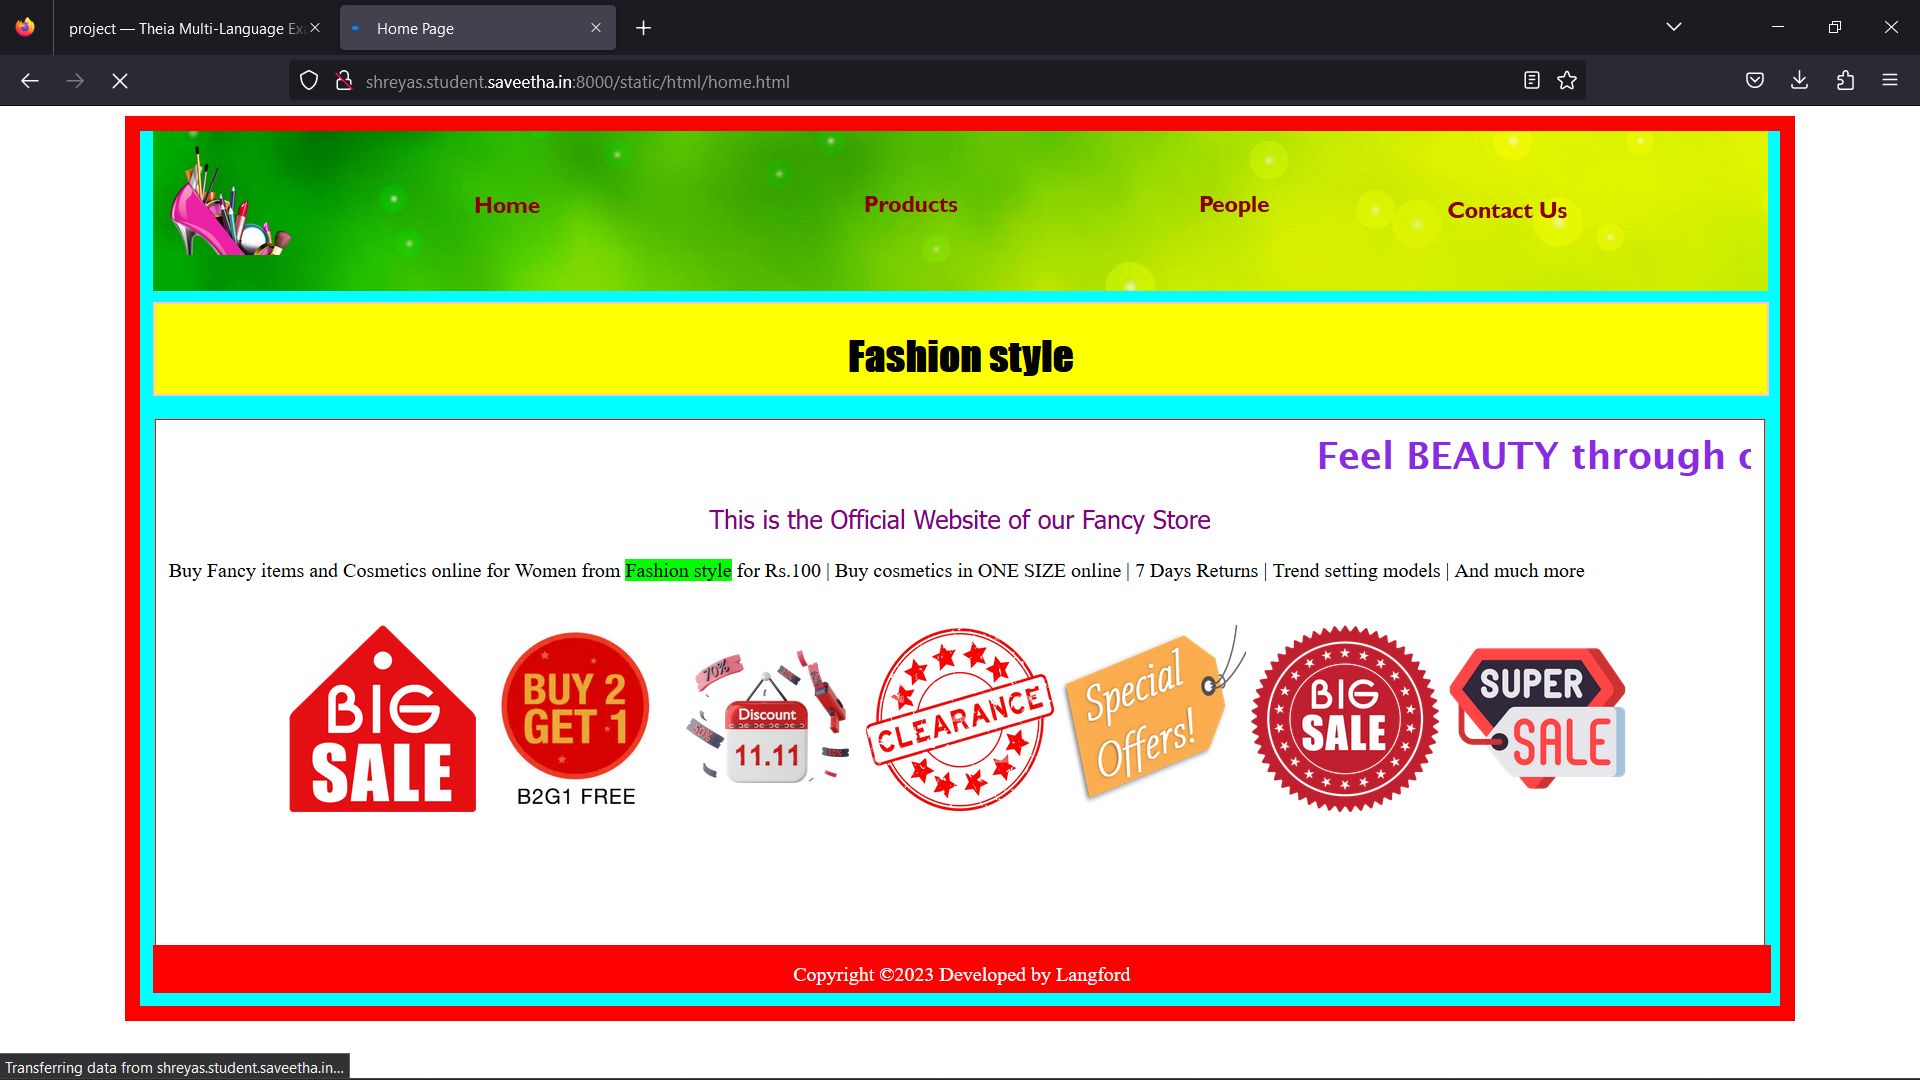 project — Theia Multi-Language Ex
Home Page
shreyas.student.saveetha.in:8000/static/html/home.html
Home
Products
People
Contact Us
Fashion style
Feel BEAUTY through
This is the Official Website of our Fancy Store
Buy Fancy items and Cosmetics online for Women from Fashion style for Rs.100 | Buy cosmetics in ONE SIZE online | 7 Days Returns | Trend setting models | And much more
BIG
SALE
BUY 2
GET 1
B2G1 FREE
70%
50%
Discount
11.11
CLEARANCE
Special
Offers!
BIG
SALE
SUPER
SALE
Copyright ©2023 Developed by Langford
Transferring data from shreyas.student.saveetha.in...